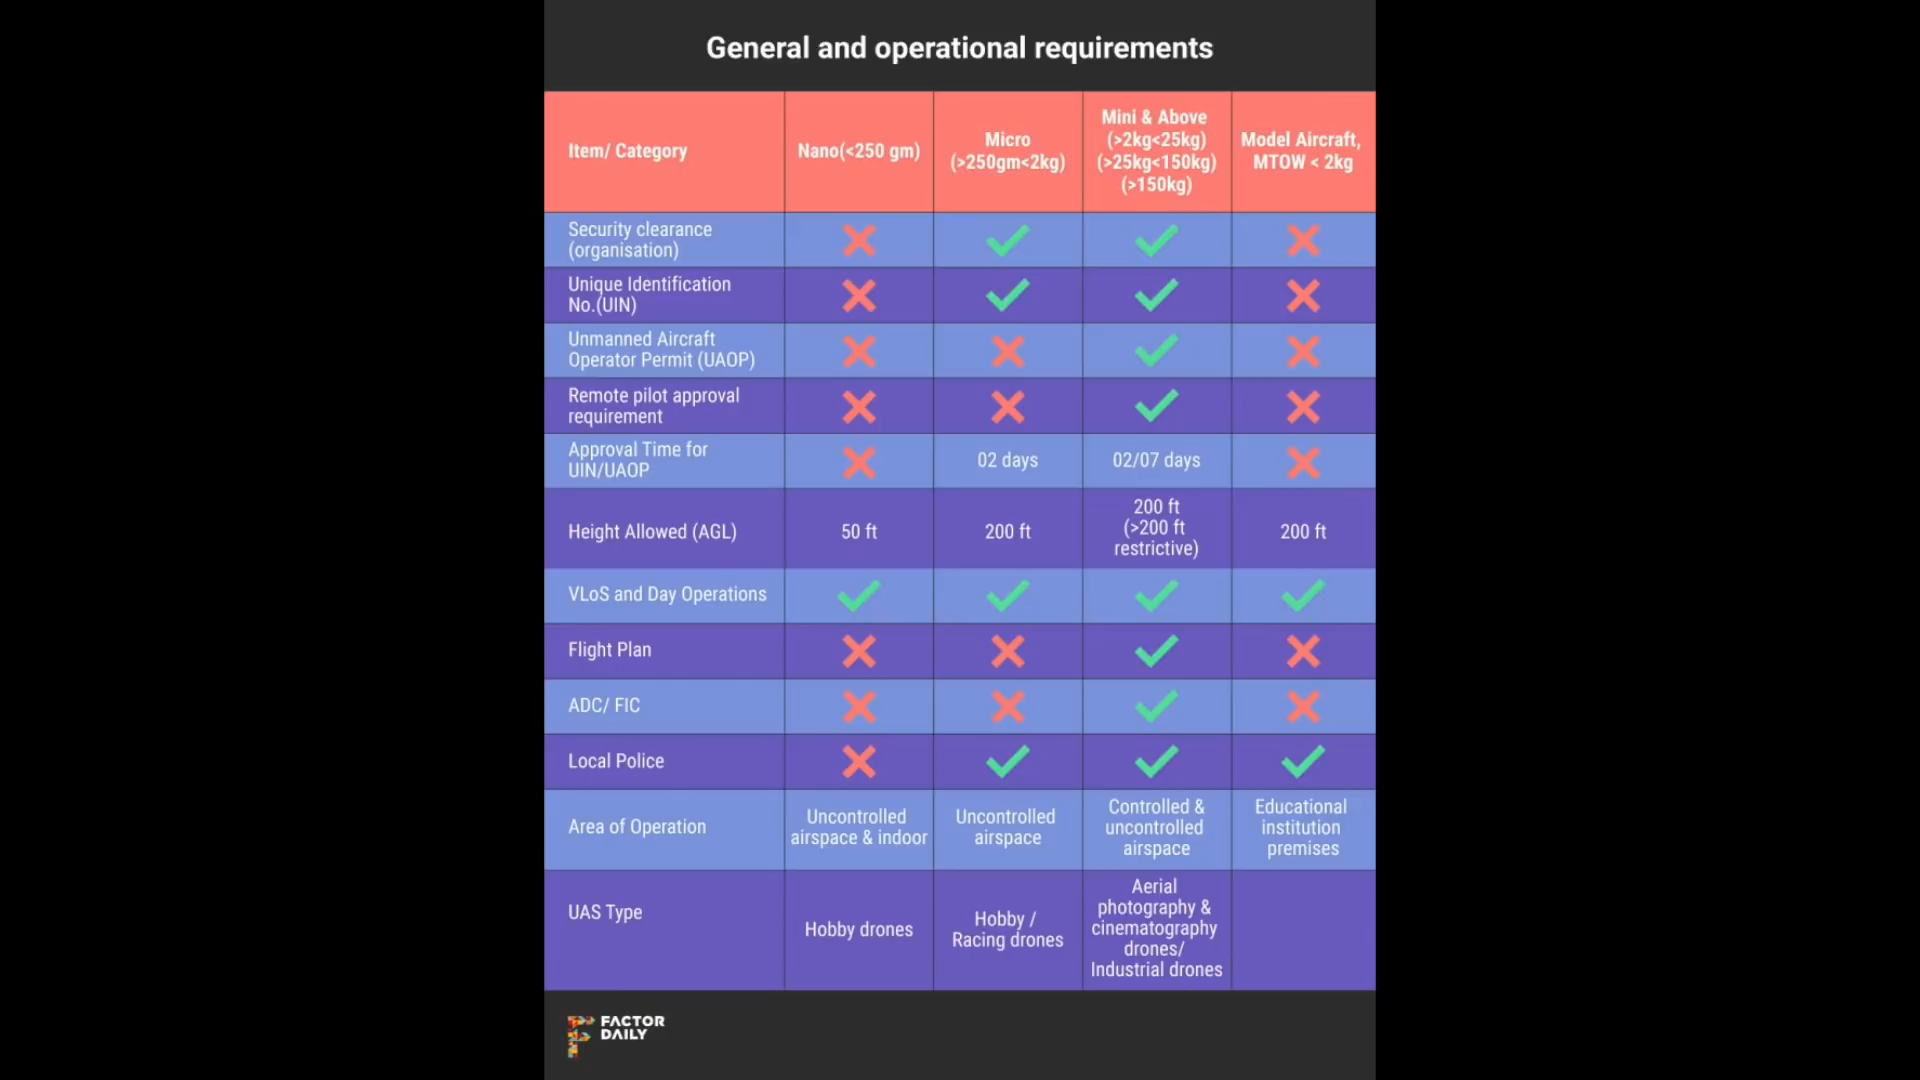 General and operational requirements
Item/ Category
Nano(<250 gm)
Micro
(>250gm<2kg)
Mini & Above
(>2kg<25kg)
(>25kg<150kg)
(>150kg)
Model Aircraft,
MTOW < 2kg
Security clearance
(organisation)
Unique Identification
No.(UIN)
Unmanned Aircraft
Operator Permit (UAOP)
Remote pilot approval
requirement
Approval Time for
UIN/UAOP
02 days
02/07 days
Height Allowed (AGL)
50 ft
200 ft
200 ft
(>200 ft
restrictive)
200 ft
VLoS and Day Operations
Flight Plan
ADC/ FIC
Local Police
Area of Operation
Uncontrolled
airspace & indoor
Uncontrolled
airspace
Controlled &
uncontrolled
airspace
Educational
institution
premises
UAS Type
Hobby drones
Hobby /
Racing drones
Aerial
photography &
cinematography
drones/
Industrial drones
FACTOR
DAILY